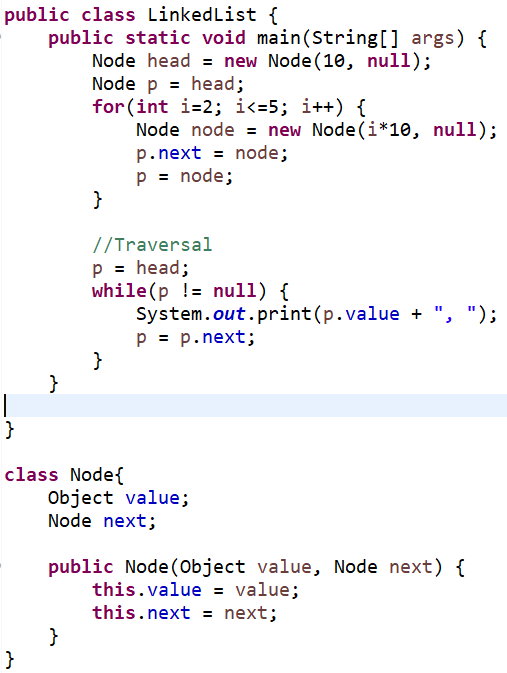 public class LinkedList {
    public static void main(String[] args) {
        Node head = new Node(10, null);
        Node p = head;
        for(int i=2; i<=5; i++) {
            Node node = new Node(i*10, null);
            p.next = node;
            p = node;
        }

        //Traversal
        p = head;
        while(p != null) {
            System.out.print(p.value + ", ");
            p = p.next;
        }
    }

}

class Node{
    Object value;
    Node next;

    public Node(Object value, Node next) {
        this.value = value;
        this.next = next;
    }
}